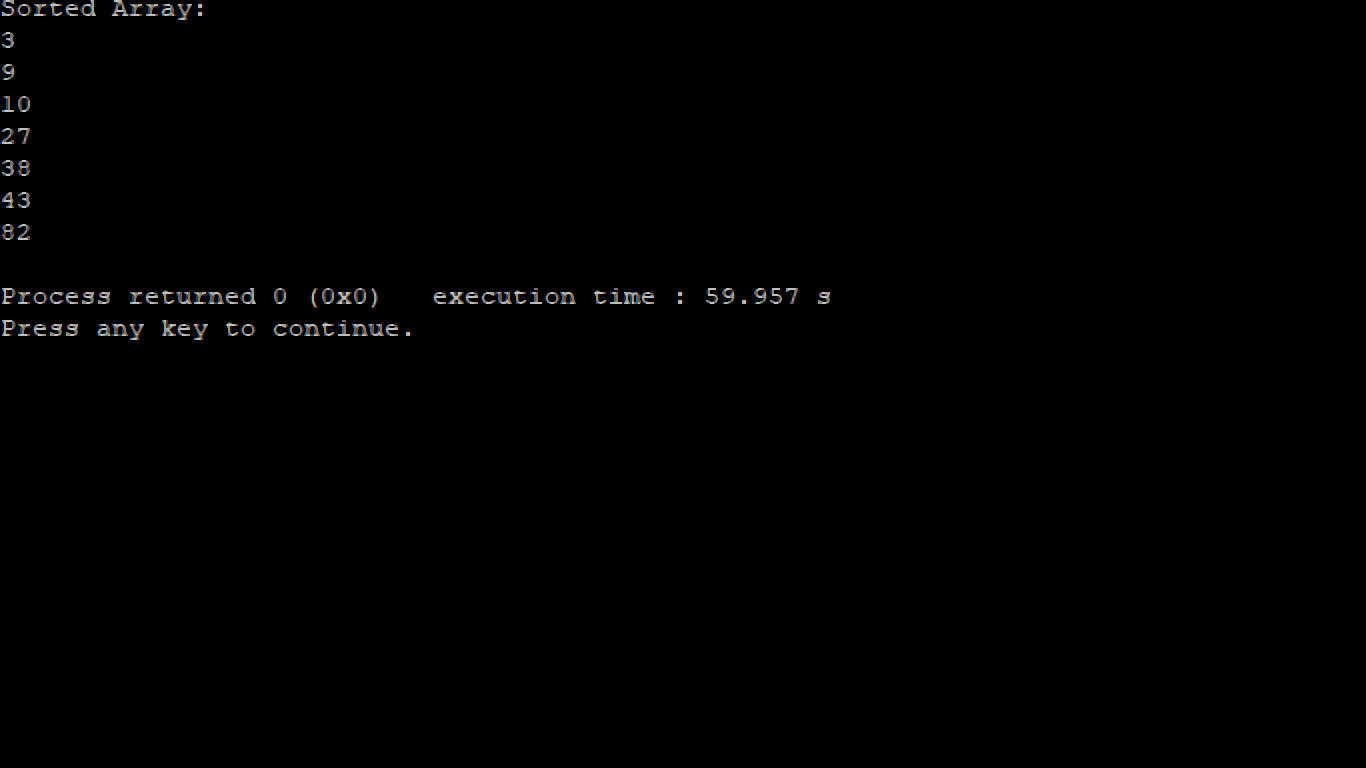 Sorted Array:
3
9
10
27
38
43
82
Process returned 0 (0x0)   execution time : 59.957 s
Press any key to continue.